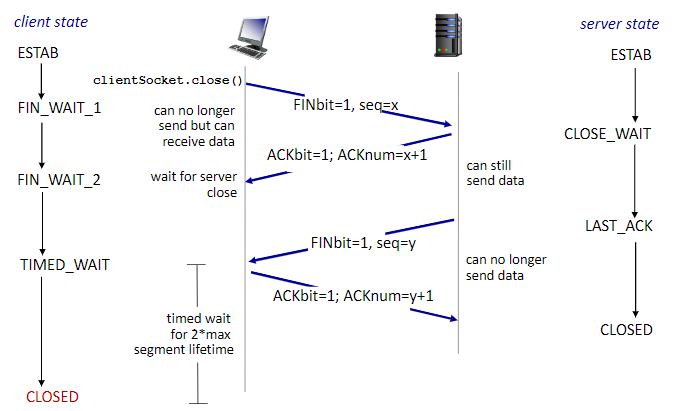 client state
server state
ESTAB
ESTAB
clientSocket.close()
FIN_WAIT_1
FINbit=1, seq=x
can no longer
send but can
receive data
CLOSE_WAIT
ACKbit=1; ACKnum=x+1
FIN_WAIT_2
wait for server
close
can still
send data
LAST_ACK
FINbit=1, seq=y
TIMED_WAIT
can no longer
send data
ACKbit=1; ACKnum=y+1
timed wait
for 2*max
segment lifetime
CLOSED
CLOSED